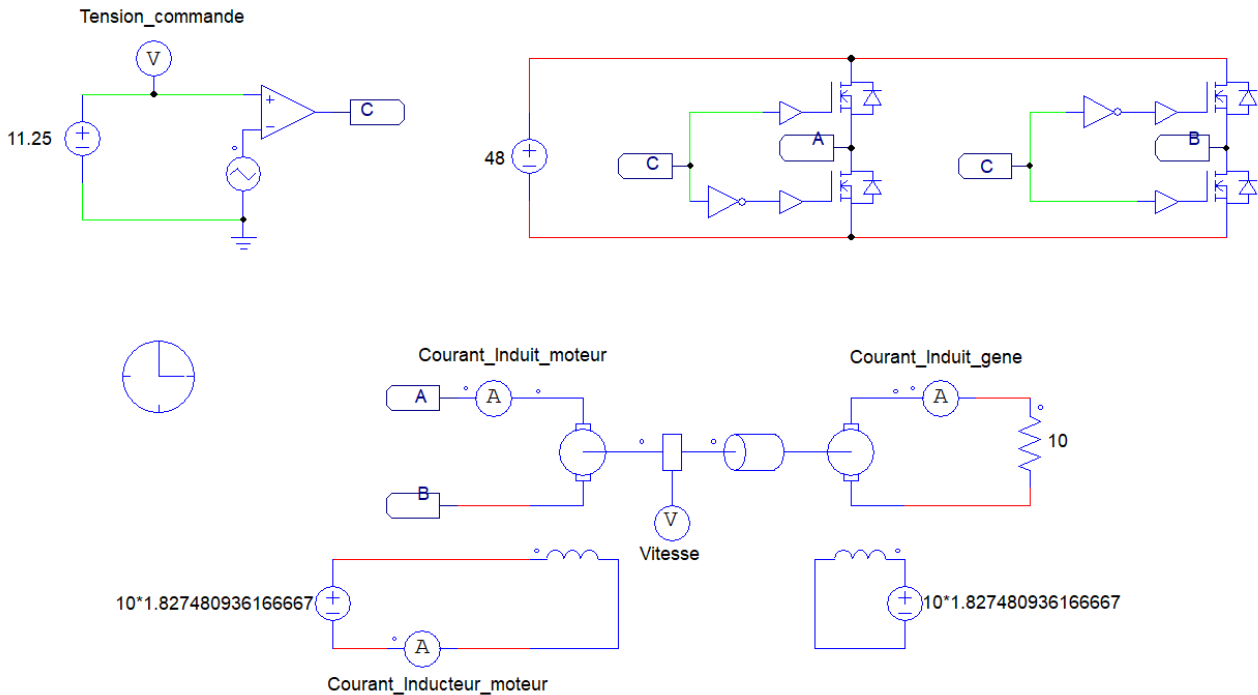 Tension_commande
V
C
11.25
48
C
A
C
B
Courant_Induit_moteur
Courant_Induit_gene
A
A
A
10
B
V
Vitesse
10*1.827480936166667
10*1.827480936166667
A
Courant_Inducteur_moteur